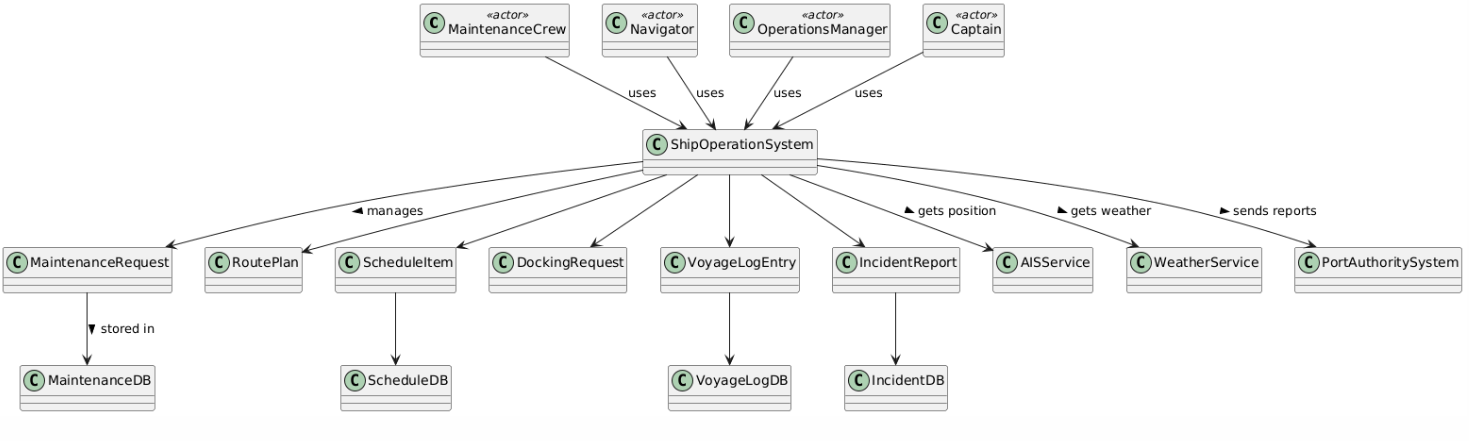 C «actor» MaintenanceCrew
C «actor» Navigator
C «actor» OperationsManager
C «actor» Captain
uses
uses
uses
uses
C ShipOperationSystem
manages
gets position
gets weather
sends reports
C MaintenanceRequest
C RoutePlan
C ScheduleItem
C DockingRequest
C VoyageLogEntry
C IncidentReport
C AISService
C WeatherService
C PortAuthoritySystem
stored in
C MaintenanceDB
C ScheduleDB
C VoyageLogDB
C IncidentDB